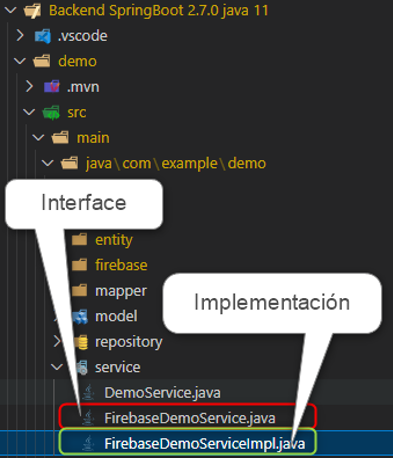 Backend SpringBoot 2.7.0 java 11
.vscode
demo
.mvn
src
main
java\com\example\demo
Interface
entity
firebase
mapper
Implementación
model
repository
service
DemoService.java
FirebaseDemoService.java
FirebaseDemoServiceImpl.java